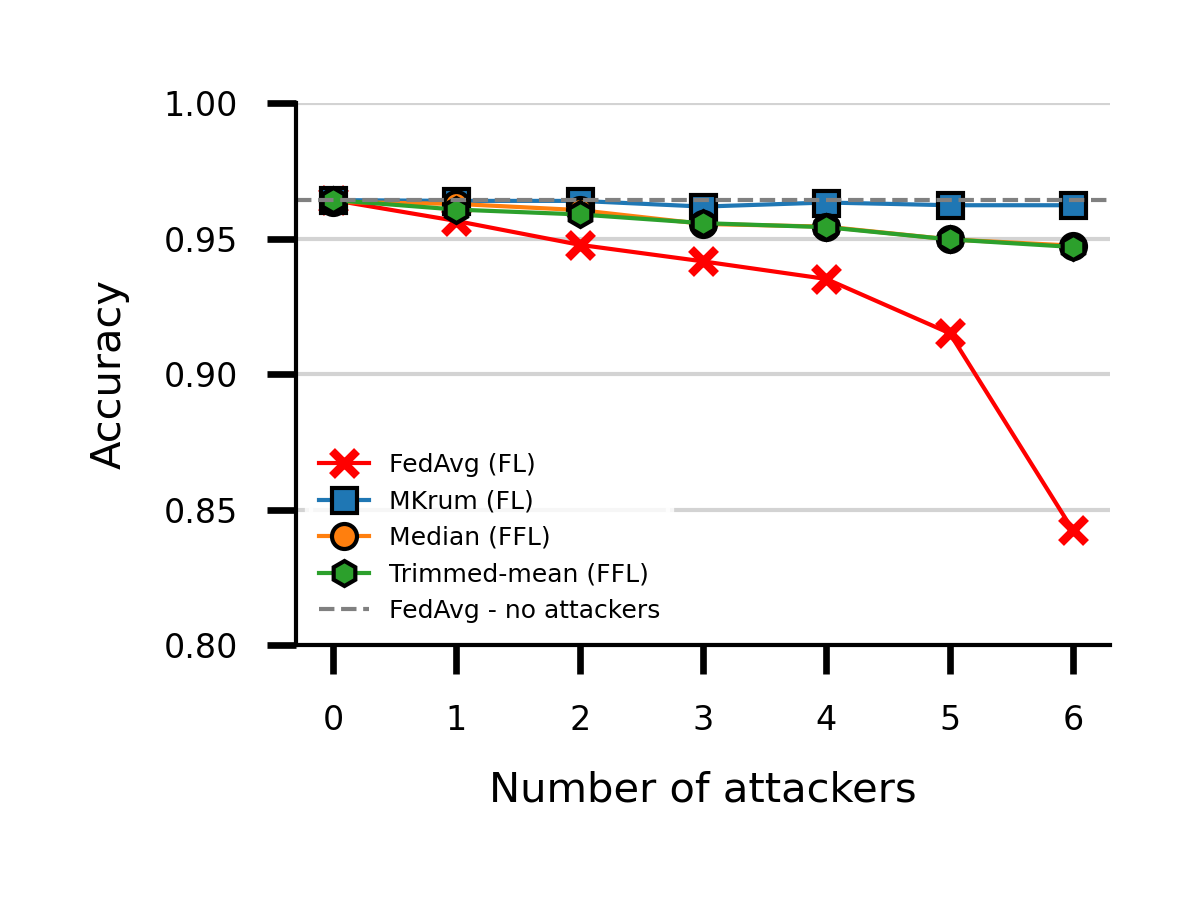 1.00
0.95
0.90
0.85
0.80
Accuracy
FedAvg (FL)
MKrum (FL)
Median (FFL)
Trimmed-mean (FFL)
FedAvg - no attackers
0 1 2 3 4 5 6
Number of attackers